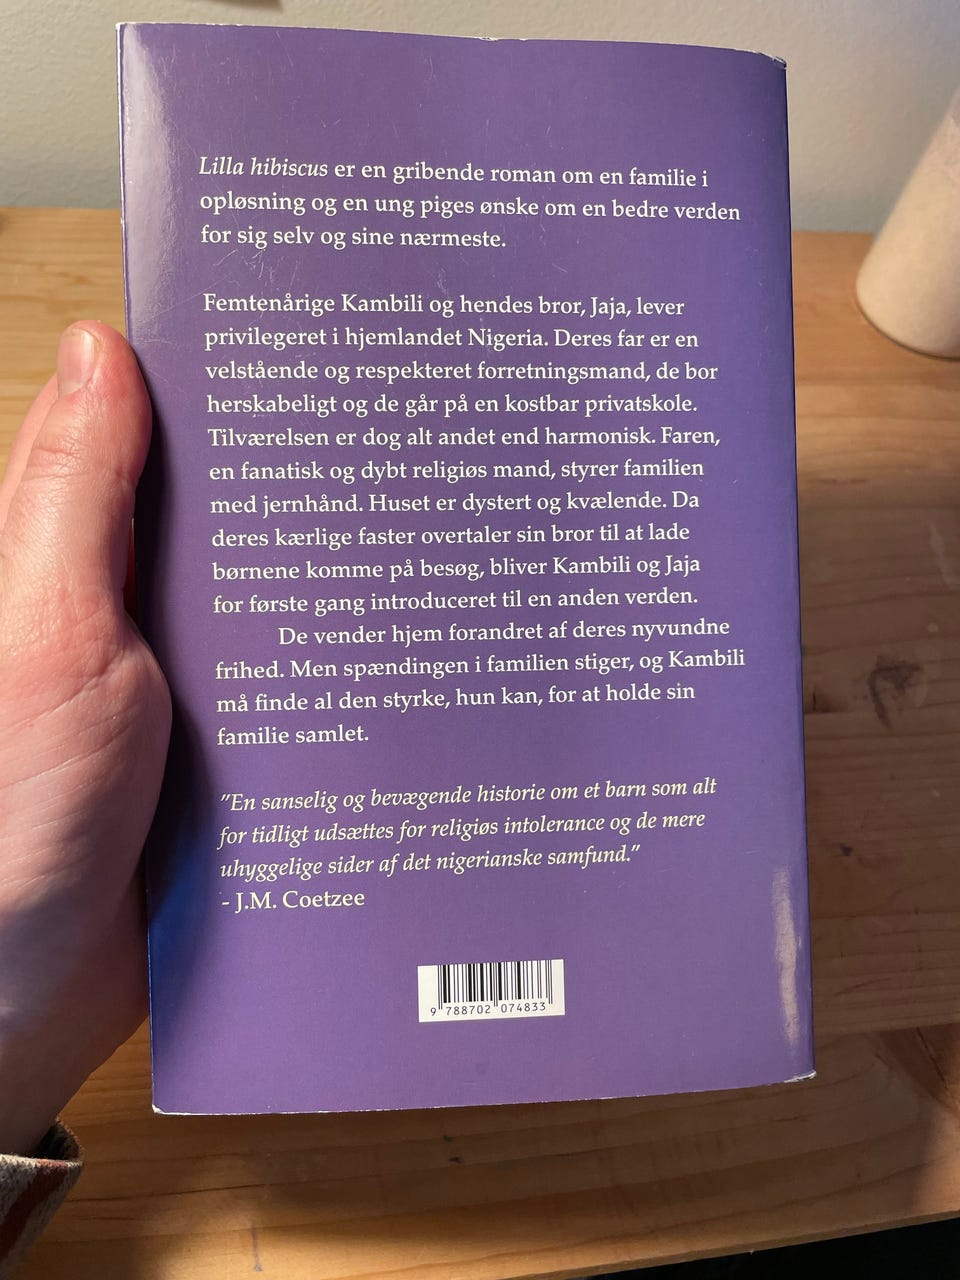 Lilla hibiscus er en gribende roman om en familie i
opløsning og en ung piges ønske om en bedre verden
for sig selv og sine nærmeste.
Femtenårige Kambili og hendes bror, Jaja, lever
privilegeret i hjemlandet Nigeria. Deres far er en
velstående og respekteret forretningsmand, de bor
herskabeligt og de går på en kostbar privatskole.
Tilværelsen er dog alt andet end harmonisk. Faren,
en fanatisk og dybt religiøs mand, styrer familien
med jernhånd. Huset er dystert og kvælende. Da
deres kærlige faster overtaler sin bror til at lade
børnene komme på besøg, bliver Kambili og Jaja
for første gang introduceret til en anden verden.
De vender hjem forandret af deres nyvundne
frihed. Men spændingen i familien stiger, og Kambili
må finde al den styrke, hun kan, for at holde sin
familie samlet.
”En sanselig og bevægende historie om et barn som alt
for tidligt udsættes for religiøs intolerance og de mere
uhyggelige sider af det nigerianske samfund.”
- J.M. Coetzee
9 788702 074833